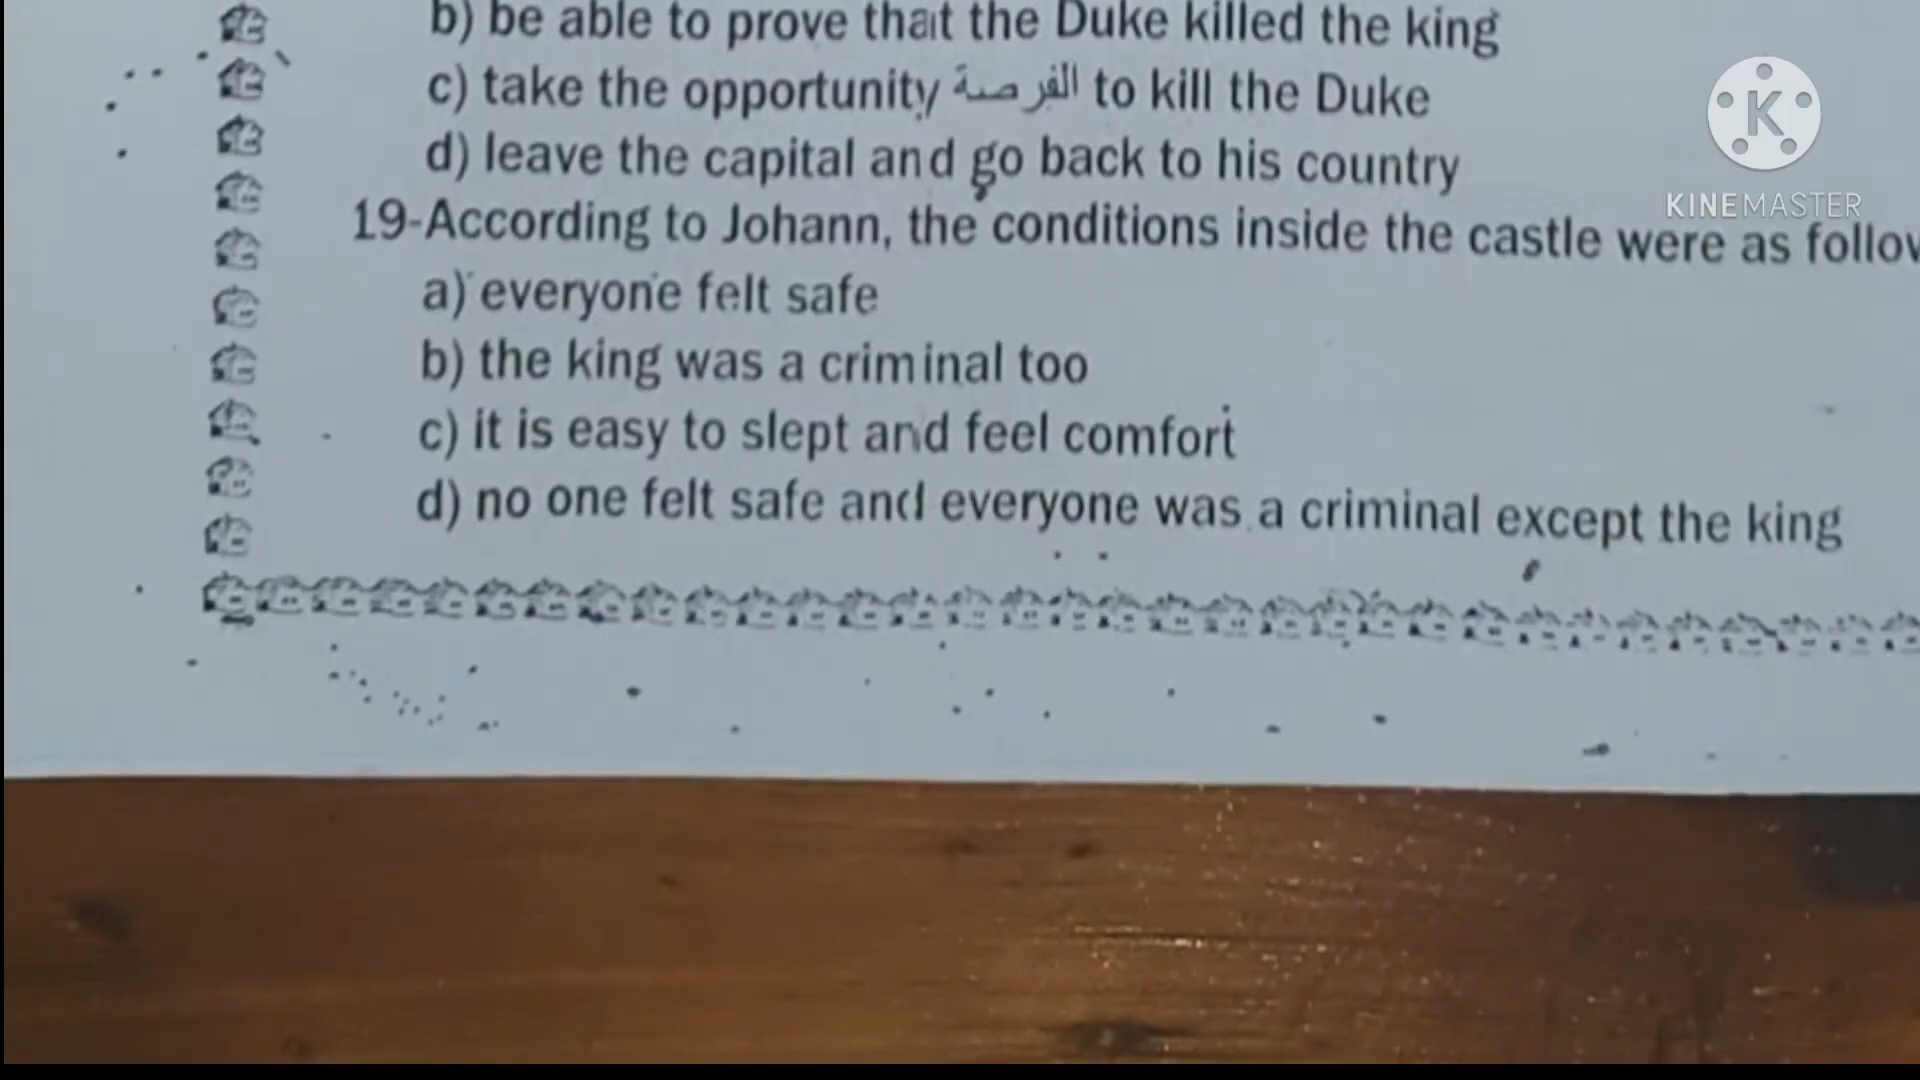 b) be able to prove that the Duke killed the king
c) take the opportunity الفرصة to kill the Duke
d) leave the capital and go back to his country
19-According to Johann, the conditions inside the castle were as follow
a) everyone felt safe
b) the king was a criminal too
c) it is easy to slept and feel comfort
d) no one felt safe and everyone was a criminal except the king
K
KINEMASTER